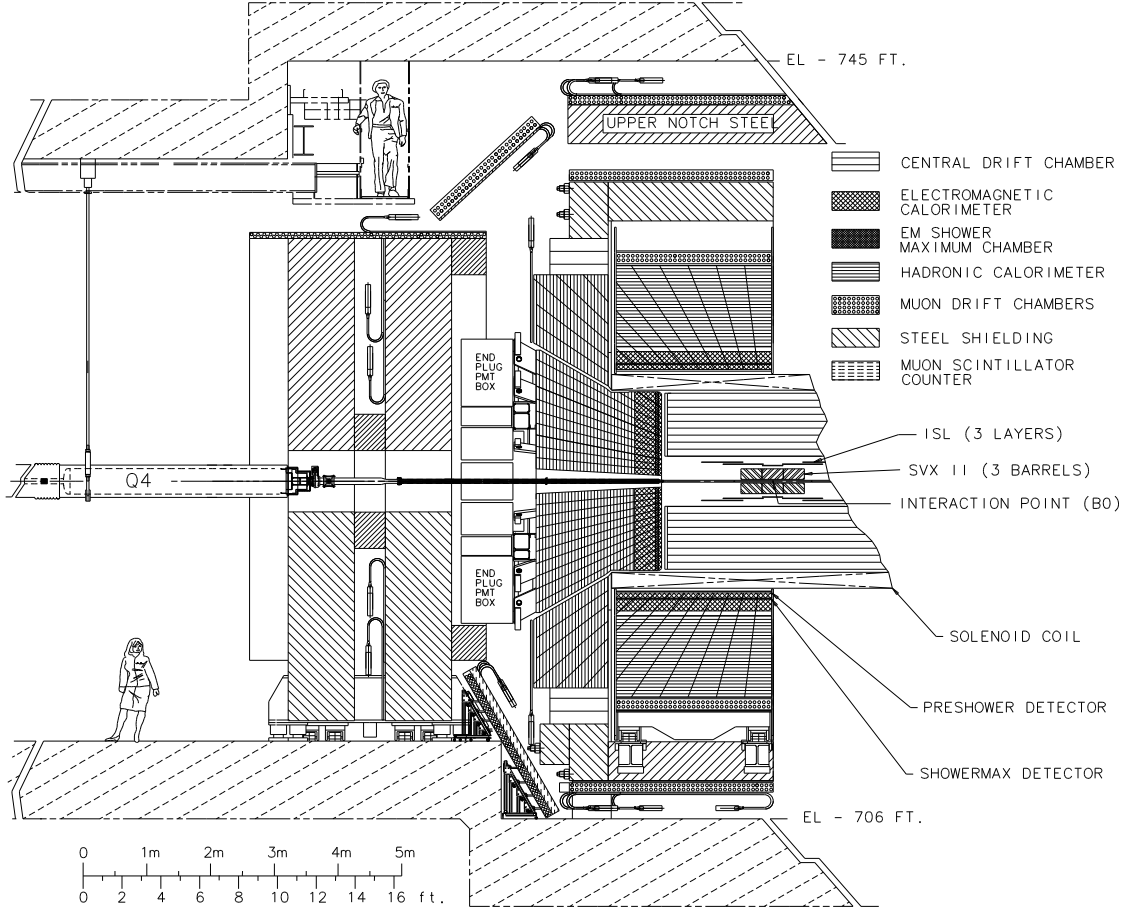 EL - 745 FT.
UPPER NOTCH STEEL
CENTRAL DRIFT CHAMBER
ELECTROMAGNETIC
CALORIMETER
EM SHOWER
MAXIMUM CHAMBER
HADRONIC CALORIMETER
MUON DRIFT CHAMBERS
STEEL SHIELDING
MUON SCINTILLATOR
COUNTER
END
PLUG
PMT
BOX
ISL (3 LAYERS)
SVX II (3 BARRELS)
INTERACTION POINT (B0)
Q4
END
PLUG
PMT
BOX
SOLENOID COIL
PRESHOWER DETECTOR
SHOWERMAX DETECTOR
EL - 706 FT.
0 1m 2m 3m 4m 5m
0 2 4 6 8 10 12 14 16 ft.